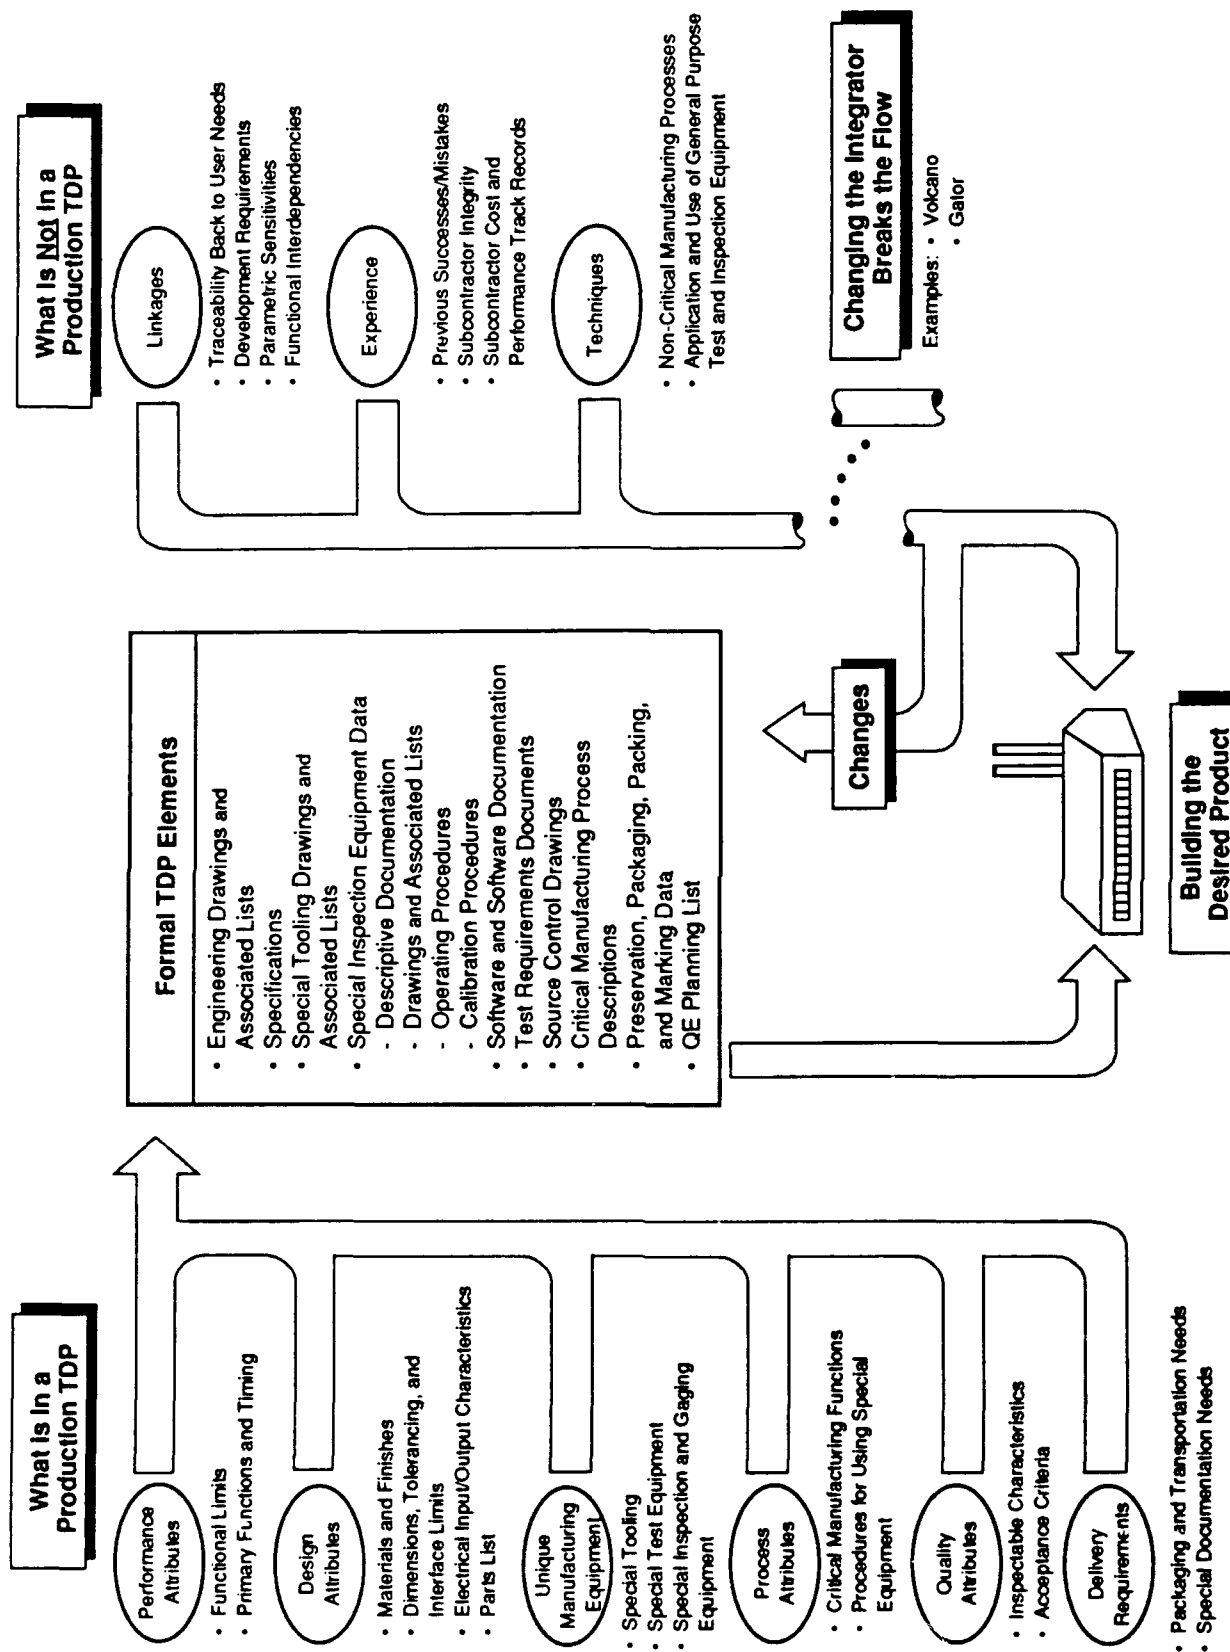 What Is In a
Production TDP
Performance
Attributes
• Functional Limits
• Primary Functions and Timing
Design
Attributes
• Materials and Finishes
• Dimensions, Tolerancing, and
Interface Limits
• Electrical Input/Output Characteristics
• Parts List
Unique
Manufacturing
Equipment
• Special Tooling
• Special Test Equipment
• Special Inspection and Gaging
Equipment
Process
Attributes
• Critical Manufacturing Functions
• Procedures for Using Special
Equipment
Quality
Attributes
• Inspectable Characteristics
• Acceptance Criteria
Delivery
Requirements
• Packaging and Transportation Needs
• Special Documentation Needs
Formal TDP Elements
• Engineering Drawings and
Associated Lists
• Specifications
• Special Tooling Drawings and
Associated Lists
• Special Inspection Equipment Data
- Descriptive Documentation
- Drawings and Associated Lists
- Operating Procedures
- Calibration Procedures
• Software and Software Documentation
• Test Requirements Documents
• Source Control Drawings
• Critical Manufacturing Process
Descriptions
• Preservation, Packaging, Packing,
and Marking Data
• QE Planning List
Changes
Building the
Desired Product
What Is Not In a
Production TDP
Linkages
• Traceability Back to User Needs
• Development Requirements
• Parametric Sensitivities
• Functional Interdependencies
Experience
• Previous Successes/Mistakes
• Subcontractor Integrity
• Subcontractor Cost and
Performance Track Records
Techniques
• Non-Critical Manufacturing Processes
• Application and Use of General Purpose
Test and Inspection Equipment
Changing the Integrator
Breaks the Flow
Examples: • Volcano
• Gator